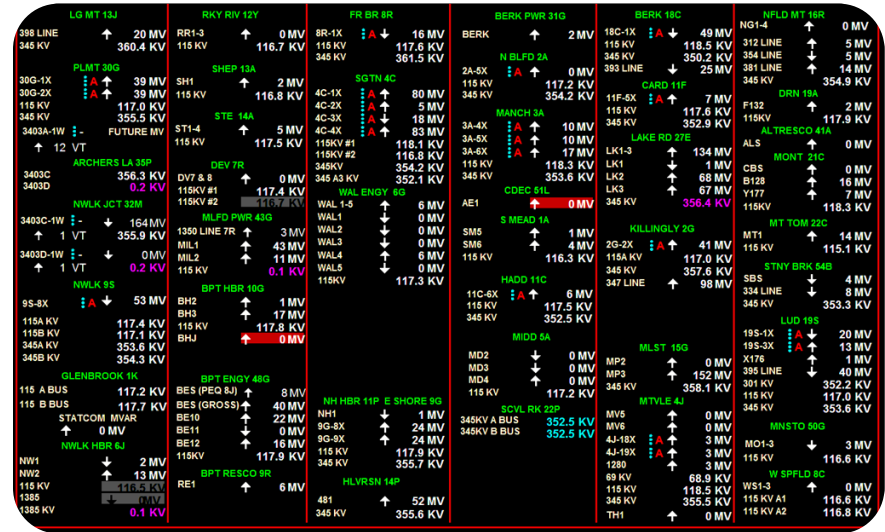 LG MT 13J
398 LINE 20 MV
345 KV 360.4 KV
PLMT 30G
30G-1X A 39 MV
30G-2X A 39 MV
115 KV 117.0 KV
345 KV 355.5 KV
3403A-1W - FUTURE MV
12 VT
ARCHERS LA 35P
3403C 356.3 KV
3403D 0.2 KV
NWLK JCT 32M
3403C-1W - 164 MV
1 VT 355.9 KV
3403D-1W - 0 MV
1 VT 0.2 KV
NWLK 9S
9S-8X A 53 MV
115A KV 117.4 KV
115B KV 117.1 KV
345A KV 353.6 KV
345B KV 354.3 KV
GLENBROOK 1K
115 A BUS 117.2 KV
115 B BUS 117.7 KV
STATCOM MVAR
0 MV
NWLK HBR 6J
NW1 2 MV
NW2 13 MV
115 KV 116.5 KV
1385 0MV
1385 KV 0.1 KV
RKY RIV 12Y
RR1-3 0 MV
115 KV 116.7 KV
SHEP 13A
SH1 2 MV
115 KV 116.8 KV
STE 14A
ST1-4 5 MV
115 KV 117.5 KV
DEV 7R
DV7 & 8 0 MV
115KV #1 117.4 KV
115KV #2 116.7 KV
MLFD PWR 43G
1350 LINE 7R 3 MV
MIL1 43 MV
MIL2 11 MV
115 KV 0.1 KV
BPT HBR 10G
BH2 1 MV
BH3 17 MV
115 KV 117.8 KV
BHJ 0 MV
BPT ENGY 48G
BES (PEQ 8J) 8 MV
BES (GROSS) 40 MV
BE10 22 MV
BE11 0 MV
BE12 16 MV
115KV 117.9 KV
BPT RESCO 9R
RE1 6 MV
FR BR 8R
8R-1X A 16 MV
115 KV 117.6 KV
345 KV 361.5 KV
SGTN 4C
4C-1X A 80 MV
4C-2X A 5 MV
4C-3X A 18 MV
4C-4X A 83 MV
115KV #1 118.1 KV
115KV #2 116.8 KV
345KV 354.2 KV
345 A3 KV 352.1 KV
WAL ENGY 6G
WAL 1-5 6 MV
WAL1 0 MV
WAL2 0 MV
WAL3 0 MV
WAL4 0 MV
WAL5 0 MV
115KV 117.3 KV
NH HBR 11P E SHORE 9G
NH1 1 MV
9G-8X 24 MV
9G-9X 24 MV
115 KV 117.9 KV
345 KV 355.7 KV
HLVRSN 14P
481 52 MV
345 KV 355.6 KV
BERK PWR 31G
BERK 2 MV
N BLFD 2A
2A-5X A 0 MV
115 KV 117.2 KV
345 KV 354.2 KV
MANCH 3A
3A-4X A 10 MV
3A-5X A 10 MV
3A-6X A 17 MV
115 KV 118.3 KV
345 KV 353.6 KV
CDEC 51L
AE1 0 MV
S MEAD 1A
SM5 1 MV
SM6 4 MV
115 KV 116.3 KV
HADD 11C
11C-6X A 6 MV
115 KV 117.5 KV
345 KV 352.5 KV
MIDD 5A
MD2 0 MV
MD3 0 MV
MD4 0 MV
115 KV 117.2 KV
SCVL RK 22P
345KV A BUS 352.5 KV
345KV B BUS 352.5 KV
BERK 18C
18C-1X A 49 MV
115 KV 118.5 KV
345 KV 350.2 KV
393 LINE 25 MV
CARD 11F
11F-5X A 7 MV
115 KV 117.6 KV
345 KV 352.9 KV
LAKE RD 27E
LK1-3 134 MV
LK1 1 MV
LK2 68 MV
LK3 67 MV
345 KV 356.4 KV
KILLINGLY 2G
2G-2X A 41 MV
115A KV 117.0 KV
345 KV 357.6 KV
347 LINE 98 MV
MLST 15G
MP2 0 MV
MP3 152 MV
345 KV 358.1 KV
MTVLE 4J
MV5 0 MV
MV6 0 MV
4J-18X A 3 MV
4J-19X A 3 MV
1280 3 MV
69 KV 68.9 KV
115 KV 118.5 KV
345 KV 355.5 KV
TH1 0 MV
NFLD MT 16R
NG1-4 0 MV
312 LINE 5 MV
354 LINE 5 MV
381 LINE 14 MV
345 KV 354.9 KV
DRN 19A
F132 2 MV
115 KV 117.9 KV
ALTRESCO 41A
ALS 0 MV
MONT 21C
CBS 0 MV
B128 16 MV
Y177 7 MV
115KV 118.3 KV
MT TOM 22C
MT1 14 MV
115 KV 115.1 KV
STNY BRK 54B
SBS 4 MV
334 LINE 8 MV
345 KV 353.3 KV
LUD 19S
19S-1X A 20 MV
19S-3X A 13 MV
X176 1 MV
395 LINE 40 MV
301 KV 352.2 KV
115 KV 117.0 KV
345 KV 353.6 KV
MNSTO 50G
MO1-3 3 MV
115 KV 116.6 KV
W SPFLD 8C
WS1-3 0 MV
115 KV A1 116.6 KV
115 KV A2 116.8 KV